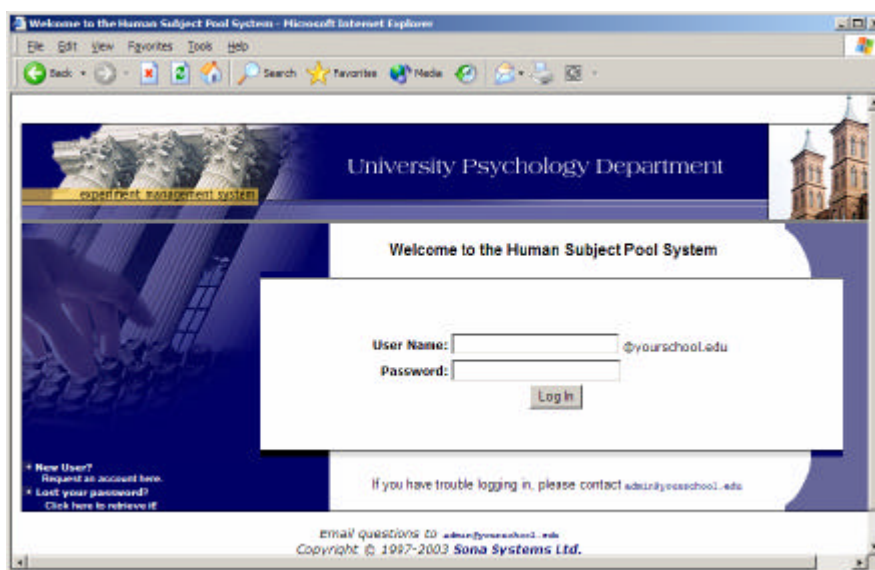 Welcome to the Human Subject Pool System - Microsoft Internet Explorer
File Edit View Favorites Tools Help
Back Search Favorites Media
University Psychology Department
experiment management system
Welcome to the Human Subject Pool System
User Name: @yourschool.edu
Password:
Log In
New User?
Request an account here.
Lost your password?
Click here to retrieve it!
If you have trouble logging in, please contact admin@yourschool.edu
Email questions to admin@yourschool.edu
Copyright © 1997-2003 Sona Systems Ltd.